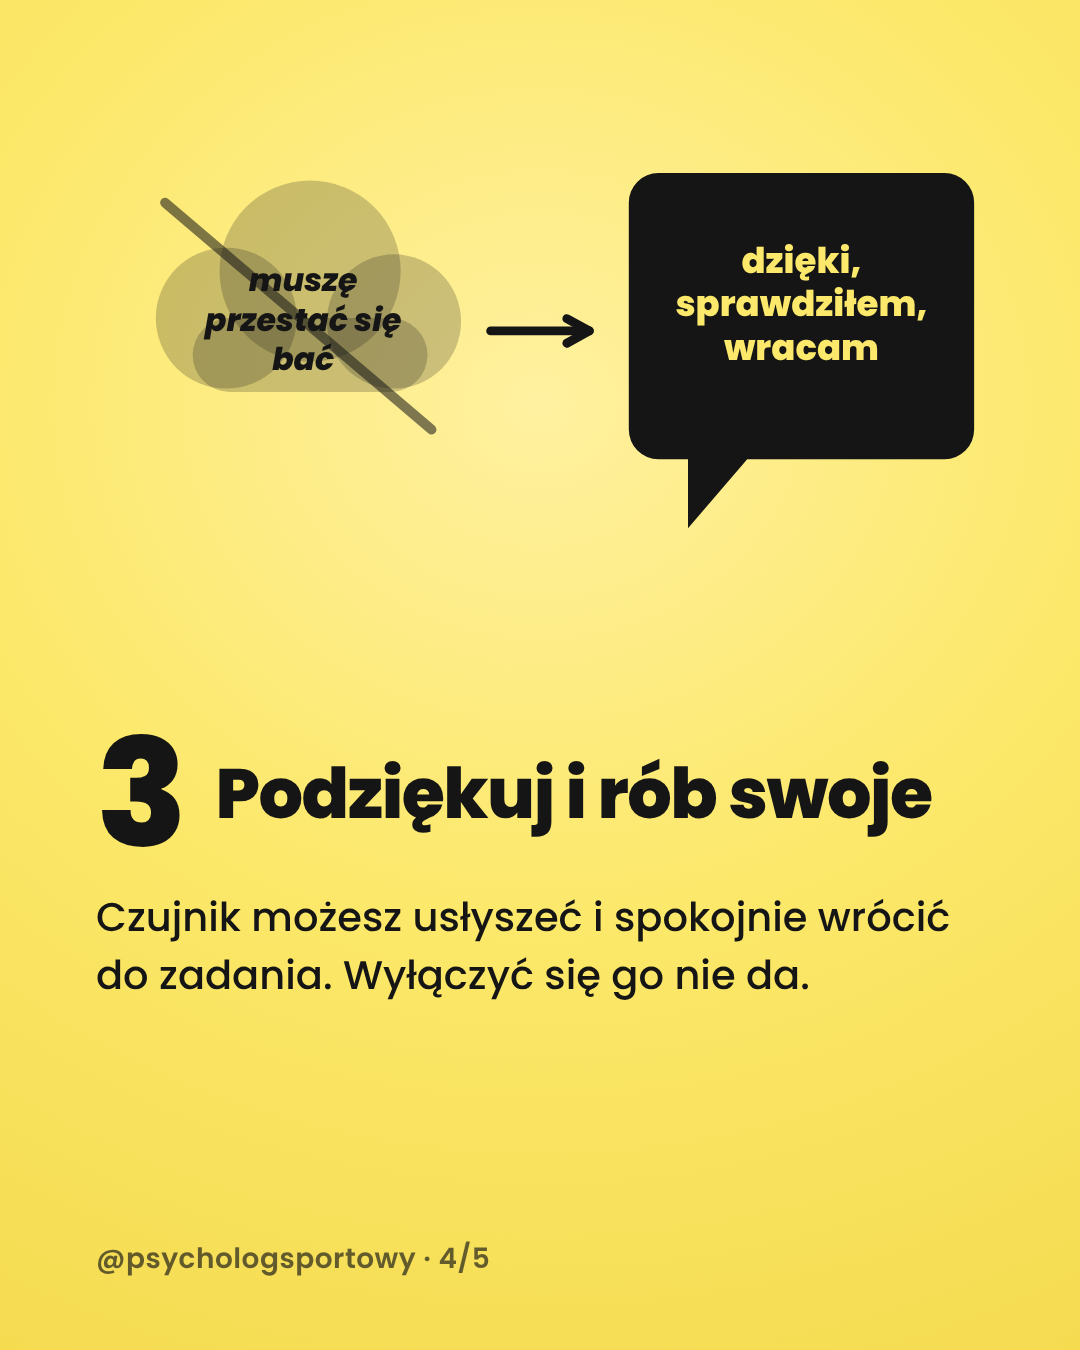 muszę
przestać się
bać
dzięki,
sprawdziłem,
wracam
3 Podziękuj i rób swoje
Czujnik możesz usłyszeć i spokojnie wrócić
do zadania. Wyłączyć się go nie da.
@psychologsportowy · 4/5